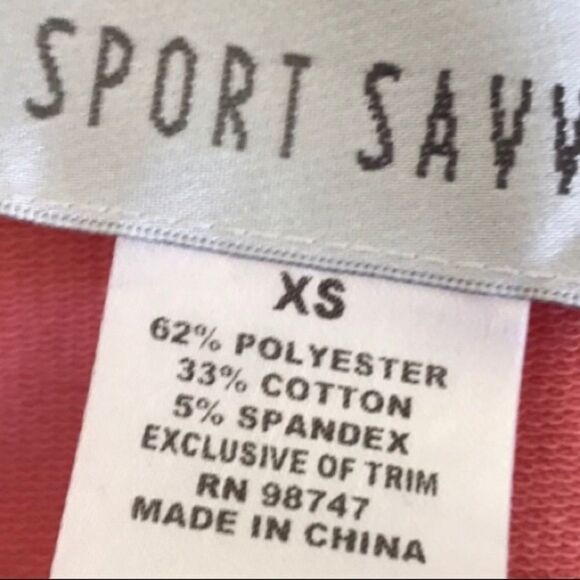 SPORT SAVV
XS
62% POLYESTER
33% COTTON
5% SPANDEX
EXCLUSIVE OF TRIM
RN 98747
MADE IN CHINA